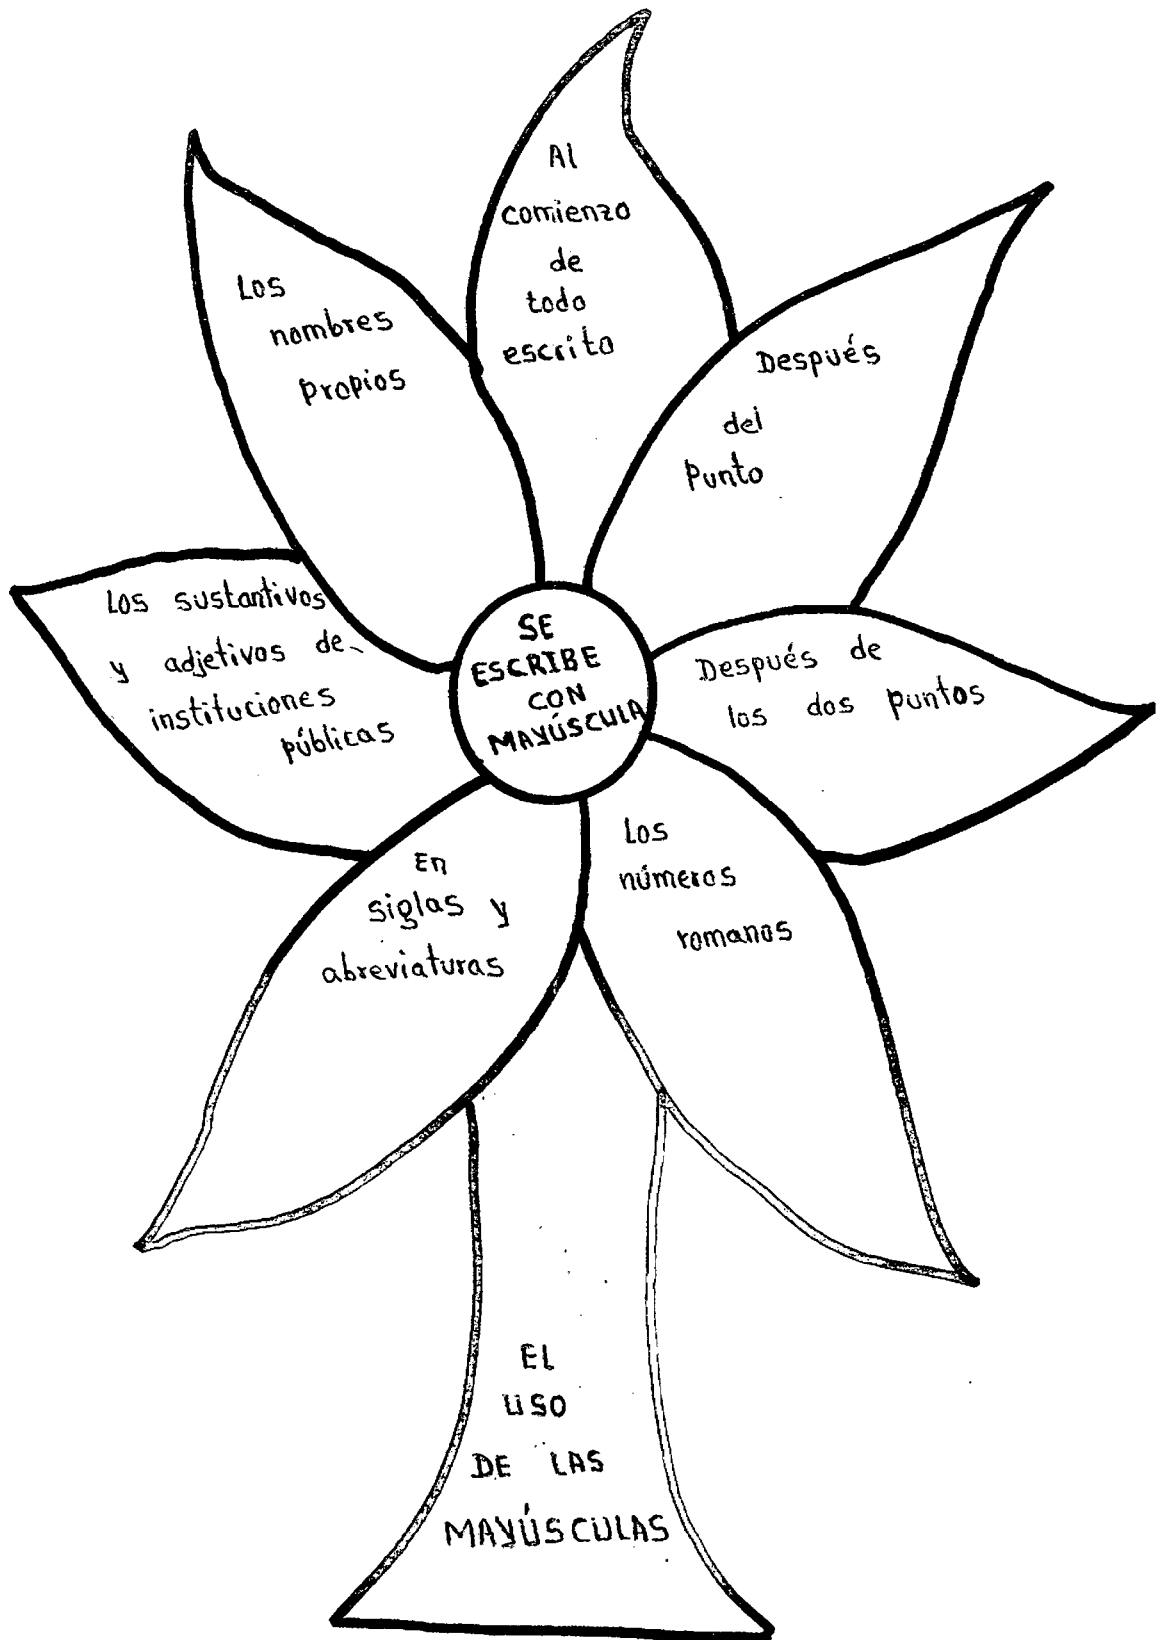 Al
comienzo
de
todo
escrito
Después
del
Punto
Después de
los dos puntos
Los
números
romanos
En
siglas y
abreviaturas
Los sustantivos
y adjetivos de
instituciones
públicas
Los
nombres
propios
SE
ESCRIBE
CON
MAYÚSCULA
EL
USO
DE LAS
MAYÚSCULAS